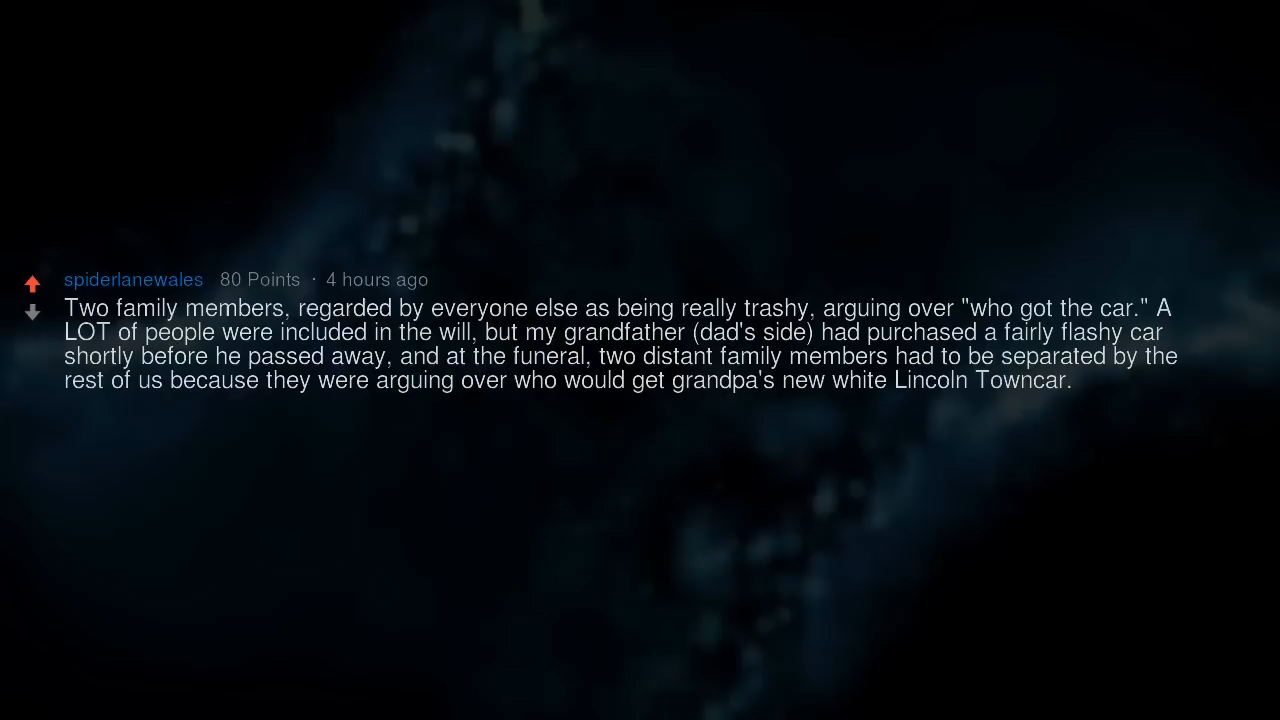 spiderlanewales 80 Points · 4 hours ago
Two family members, regarded by everyone else as being really trashy, arguing over "who got the car." A
LOT of people were included in the will, but my grandfather (dad's side) had purchased a fairly flashy car
shortly before he passed away, and at the funeral, two distant family members had to be separated by the
rest of us because they were arguing over who would get grandpa's new white Lincoln Towncar.